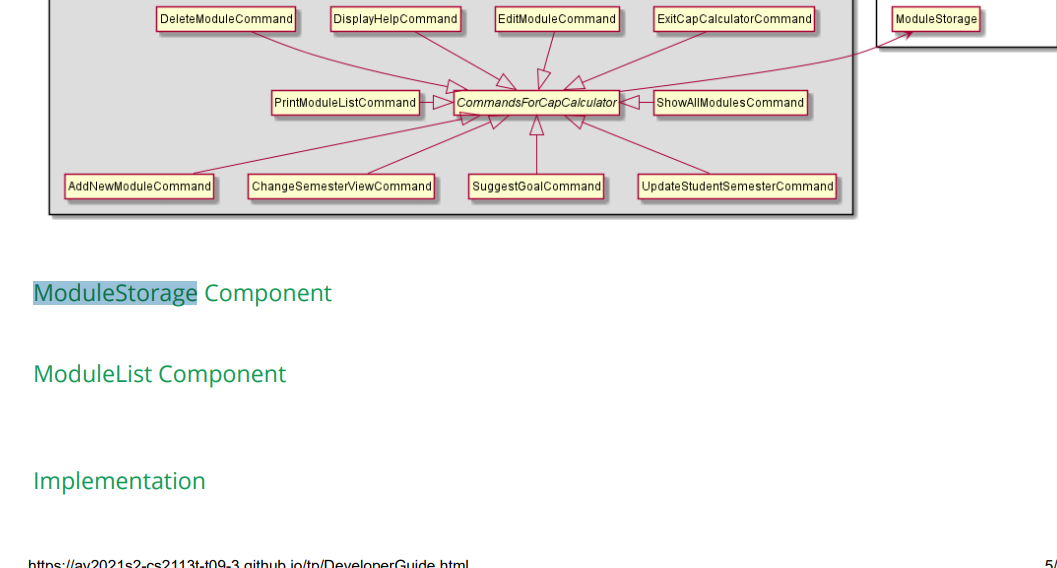 DeleteModuleCommand DisplayHelpCommand EditModuleCommand ExitCapCalculatorCommand ModuleStorage
PrintModuleListCommand CommandsForCapCalculator ShowAllModulesCommand
AddNewModuleCommand ChangeSemesterViewCommand SuggestGoalCommand UpdateStudentSemesterCommand
ModuleStorage Component
ModuleList Component
Implementation
https://ay2021s2-cs2113t-t09-3.github.io/tp/DeveloperGuide.html 5/